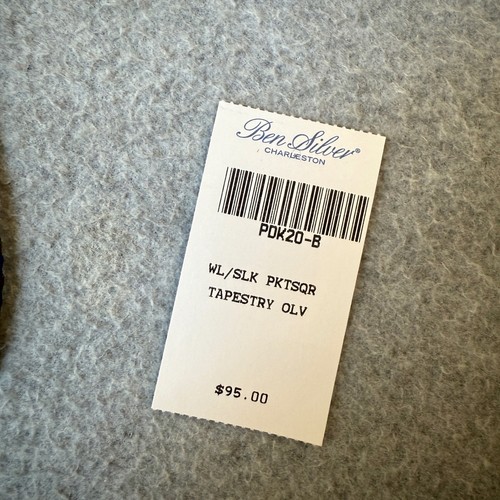 Ben Silver®
CHARLESTON
PDK20-B
WL/SLK PKTSQR
TAPESTRY OLV
$95.00